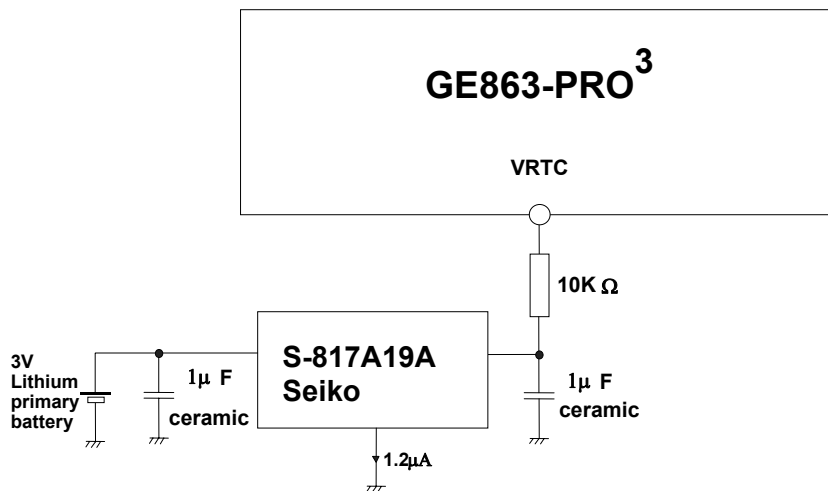 GE863-PRO³
VRTC
10K Ω
S-817A19A
Seiko
3V
Lithium
primary
battery
1μ F
ceramic
1μ F
ceramic
1.2μA